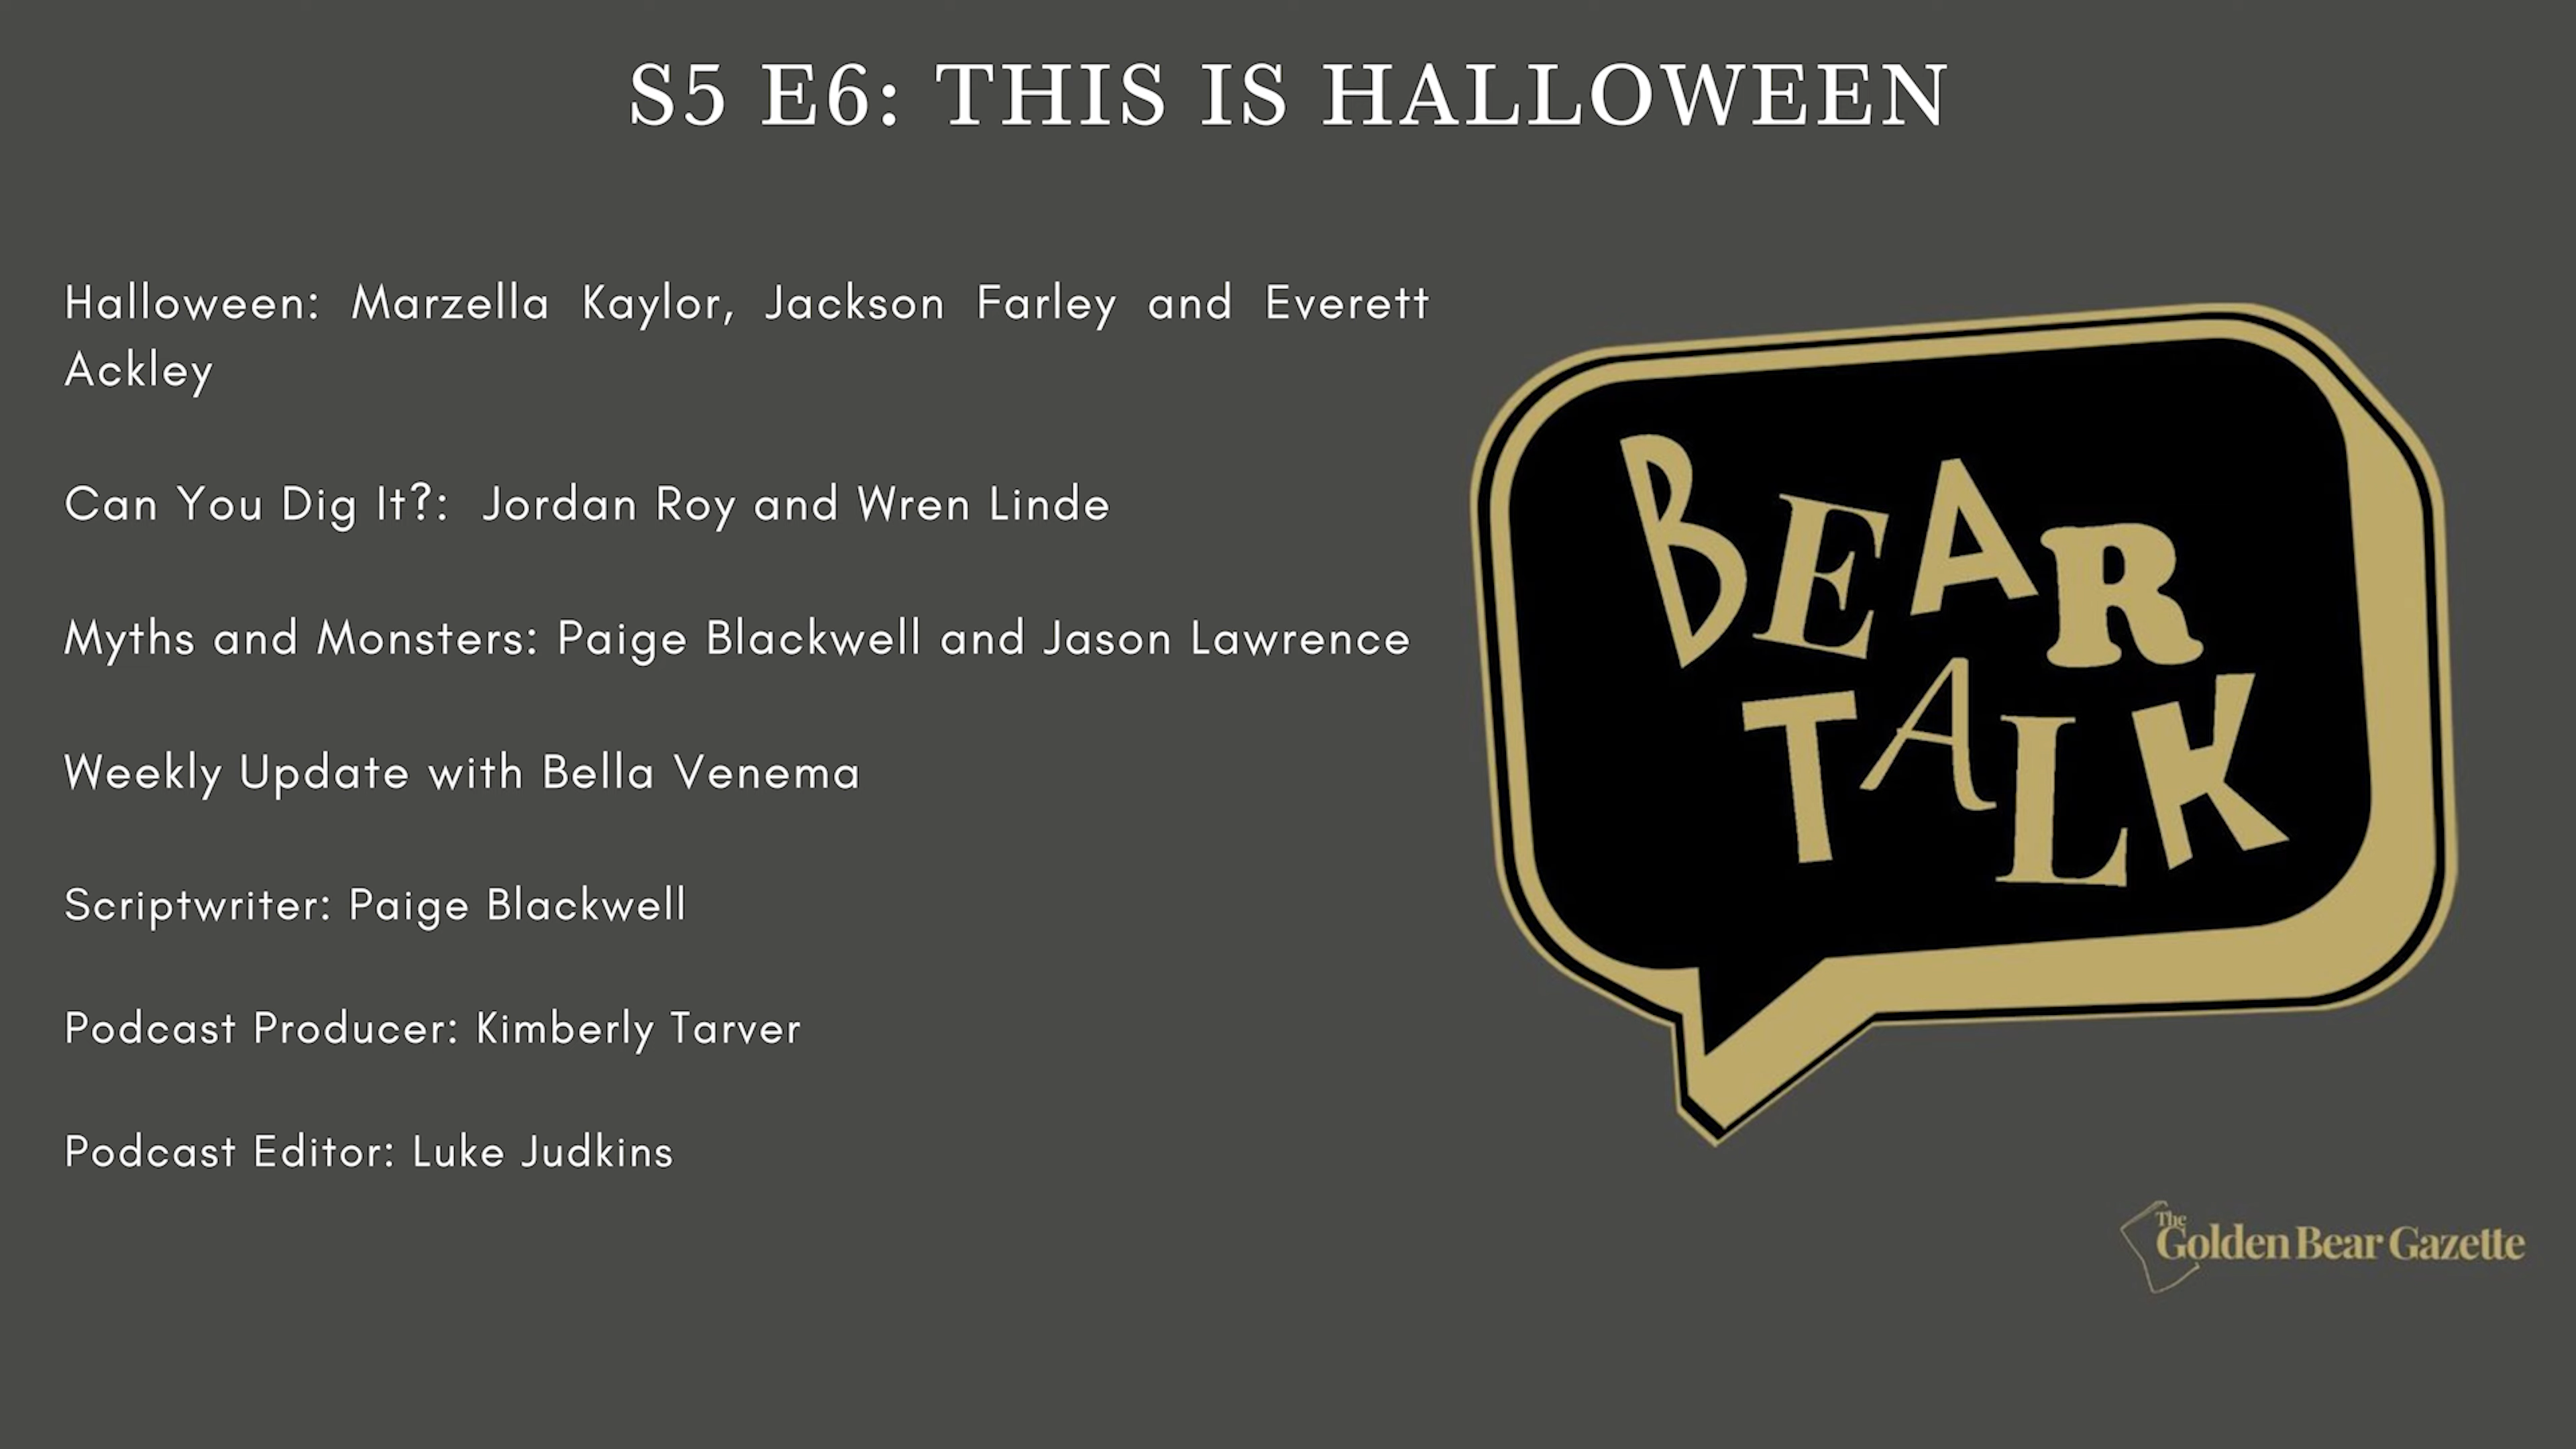 S5 E6: THIS IS HALLOWEEN
Halloween: Marzella Kaylor, Jackson Farley and Everett
Ackley
Can You Dig It?: Jordan Roy and Wren Linde
Myths and Monsters: Paige Blackwell and Jason Lawrence
Weekly Update with Bella Venema
Scriptwriter: Paige Blackwell
Podcast Producer: Kimberly Tarver
Podcast Editor: Luke Judkins
BEAR
TALK
The
Golden Bear Gazette